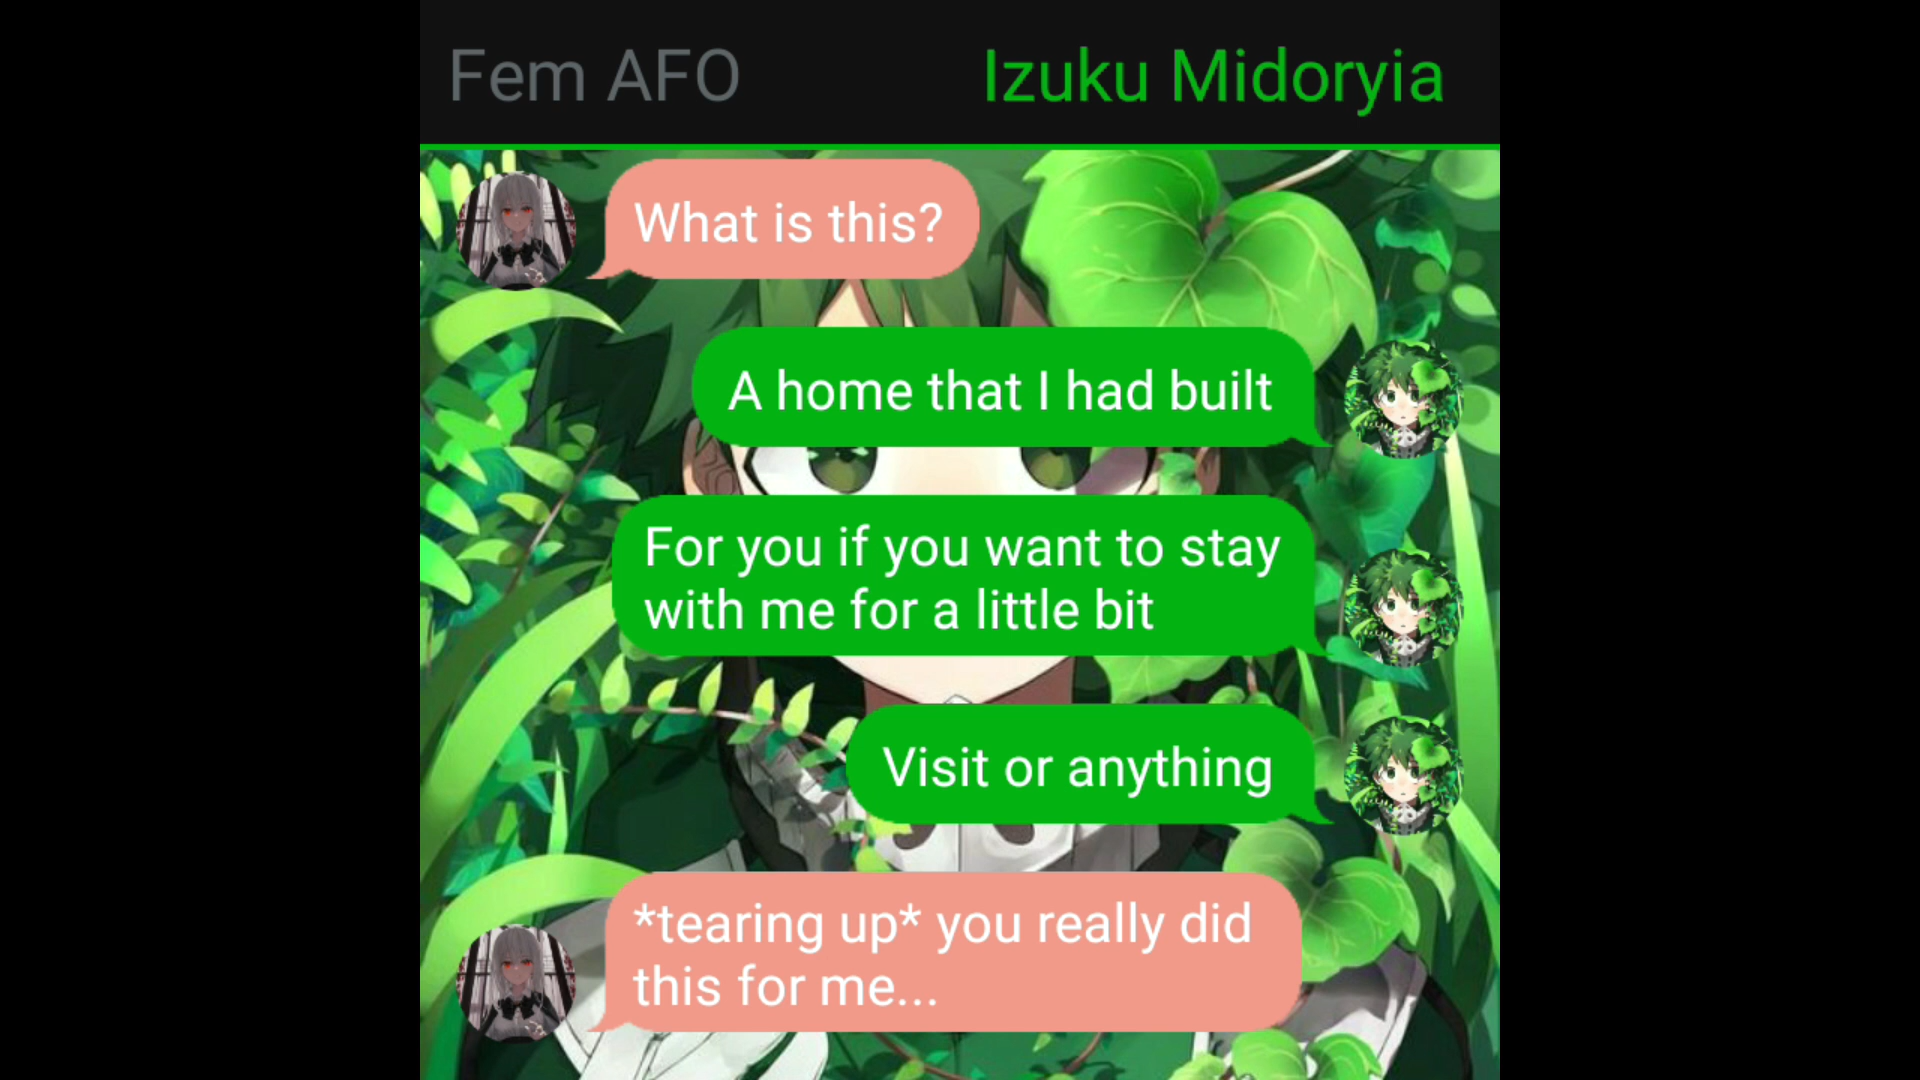 Fem AFO
Izuku Midoryia
What is this?
A home that I had built
For you if you want to stay
with me for a little bit
Visit or anything
*tearing up* you really did
this for me...